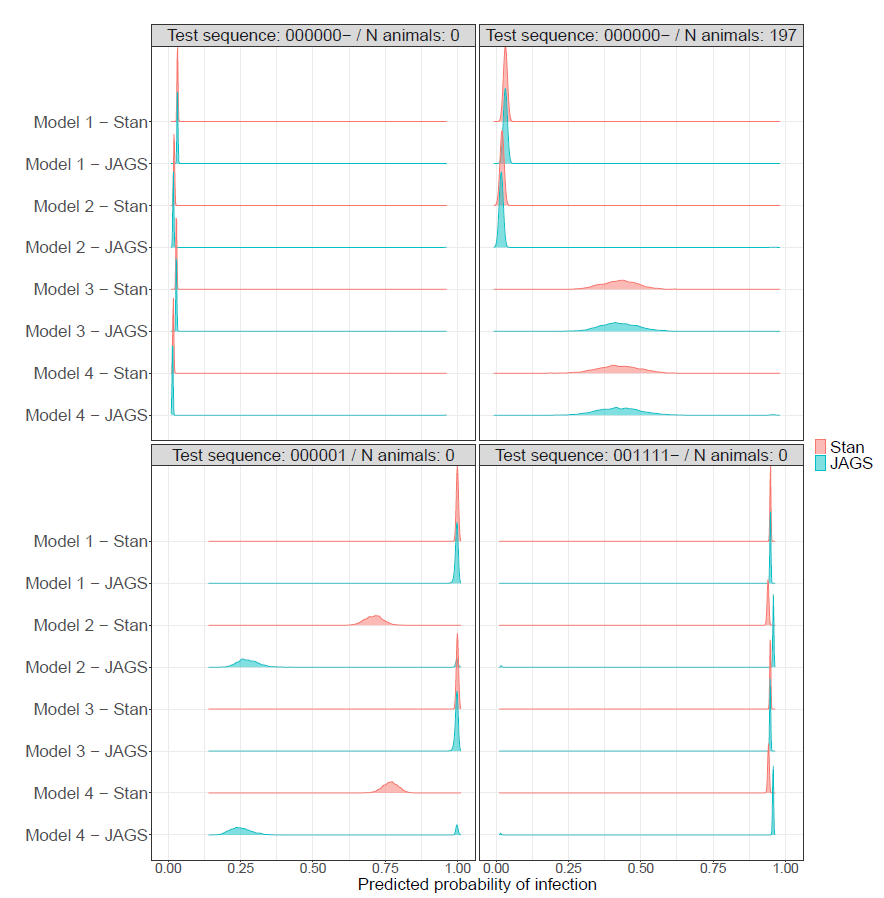 Test sequence: 000000− / N animals: 0
Test sequence: 000000− / N animals: 197
Model 1 − Stan
Model 1 − JAGS
Model 2 − Stan
Model 2 − JAGS
Model 3 − Stan
Model 3 − JAGS
Model 4 − Stan
Model 4 − JAGS
Stan
JAGS
Test sequence: 000001 / N animals: 0
Test sequence: 001111− / N animals: 0
Model 1 − Stan
Model 1 − JAGS
Model 2 − Stan
Model 2 − JAGS
Model 3 − Stan
Model 3 − JAGS
Model 4 − Stan
Model 4 − JAGS
0.00 0.25 0.50 0.75 1.00
0.00 0.25 0.50 0.75 1.00
Predicted probability of infection